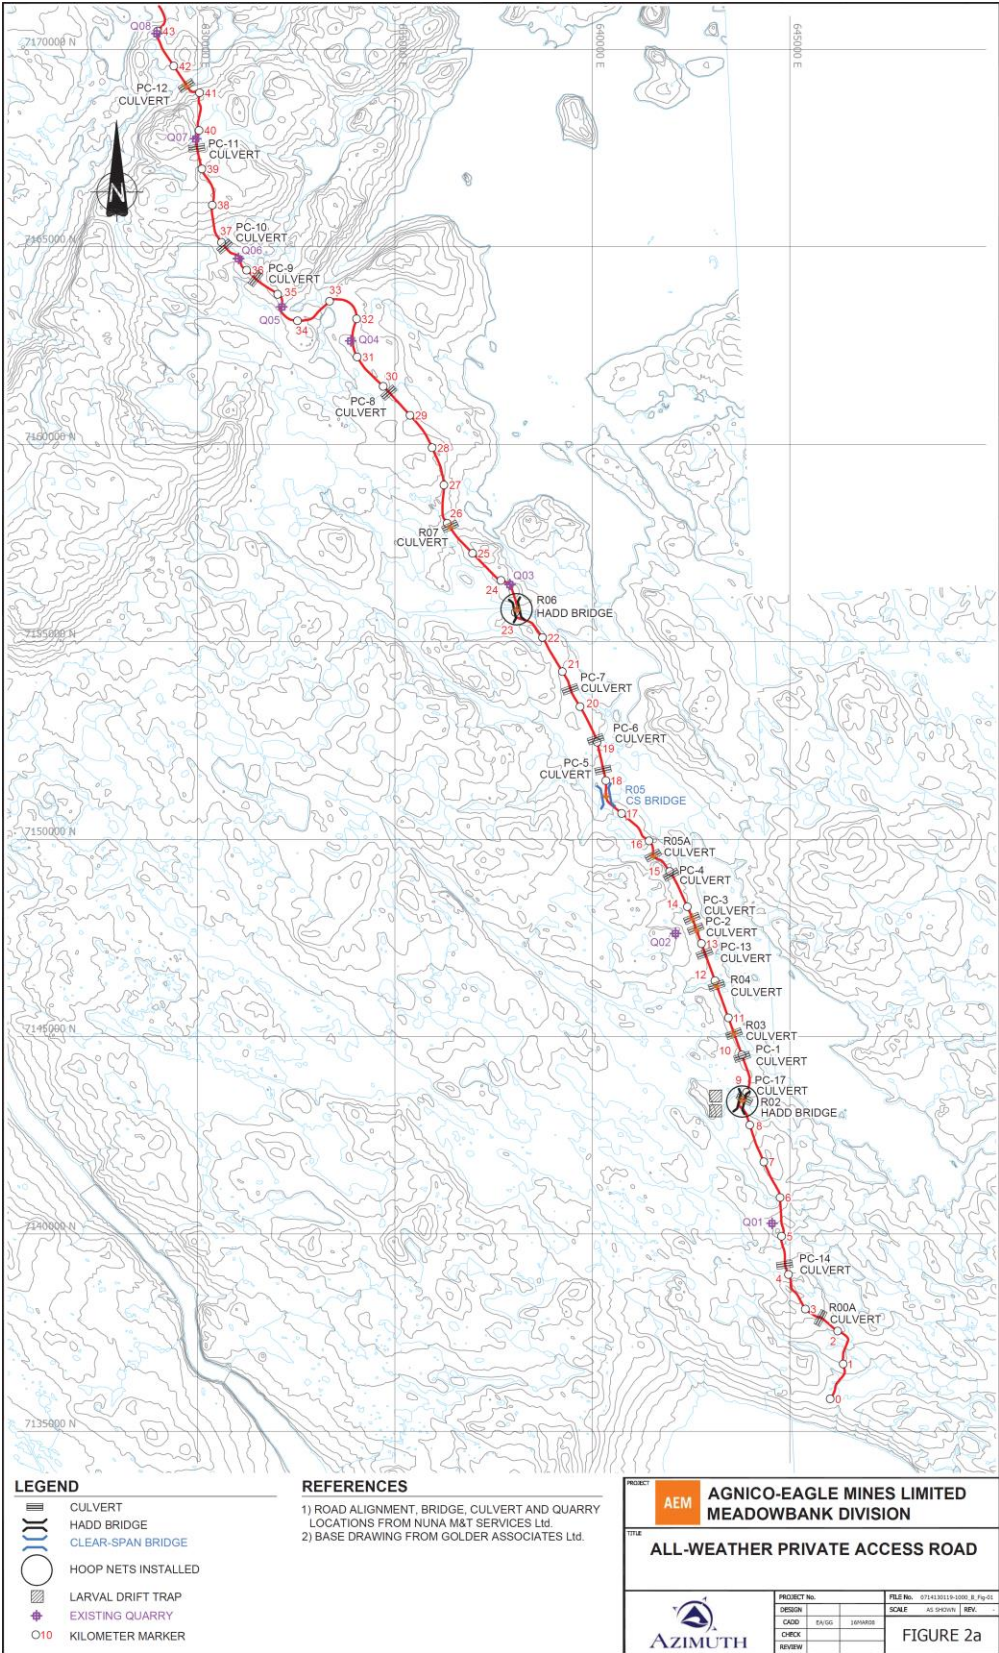 Q08
43
7170000 N
630000 E
640000 E
645000 E
42
PC-12
CULVERT
41
40
Q07
PC-11
CULVERT
39
N
38
37
PC-10
CULVERT
7165000 N
Q06
36
PC-9
CULVERT
35
33
Q05
34
32
Q04
31
30
PC-8
CULVERT
29
7160000 N
28
27
26
R07
CULVERT
25
24
Q03
R06
HADD BRIDGE
23
7155000 N
22
21
PC-7
CULVERT
20
PC-6
CULVERT
19
PC-5
CULVERT
18
R05
CS BRIDGE
17
7150000 N
16
R05A
CULVERT
15
PC-4
CULVERT
14
PC-3
CULVERT
PC-2
CULVERT
Q02
13
PC-13
CULVERT
12
R04
CULVERT
11
7145000 N
R03
CULVERT
10
PC-1
CULVERT
9
PC-17
CULVERT
R02
HADD BRIDGE
8
7
6
Q01
7140000 N
5
PC-14
CULVERT
4
3
R00A
CULVERT
2
1
0
7135000 N
LEGEND
CULVERT
HADD BRIDGE
CLEAR-SPAN BRIDGE
HOOP NETS INSTALLED
LARVAL DRIFT TRAP
EXISTING QUARRY
10 KILOMETER MARKER
REFERENCES
1) ROAD ALIGNMENT, BRIDGE, CULVERT AND QUARRY
LOCATIONS FROM NUNA M&T SERVICES Ltd.
2) BASE DRAWING FROM GOLDER ASSOCIATES Ltd.
PROJECT
AEM
AGNICO-EAGLE MINES LIMITED
MEADOWBANK DIVISION
TITLE
ALL-WEATHER PRIVATE ACCESS ROAD
AZIMUTH
PROJECT No.
FILE No.
DESIGN
SCALE AS SHOWN REV.
CADD EA/GG
CHECK
REVIEW
FIGURE 2a